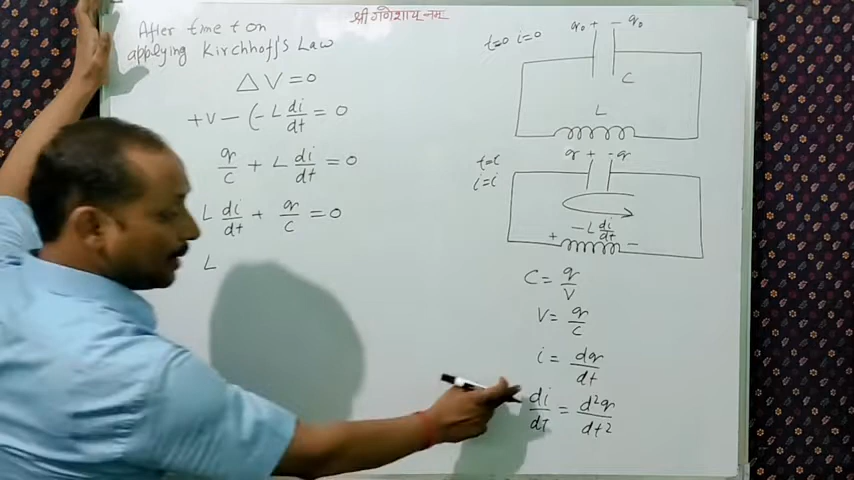 श्री गणेशाय नमः
After time t on
applying Kirchhoff's Law
ΔV = 0
+V - (-L di/dt = 0
q/C + L di/dt = 0
L di/dt + q/C = 0
L
t=0 i=0
q0 + - q0
C
L
t=t
i=i
q + - q
-L di/dt
+ -
C = q/V
V = q/C
i = dq/dt
di/dt = d²q/dt²